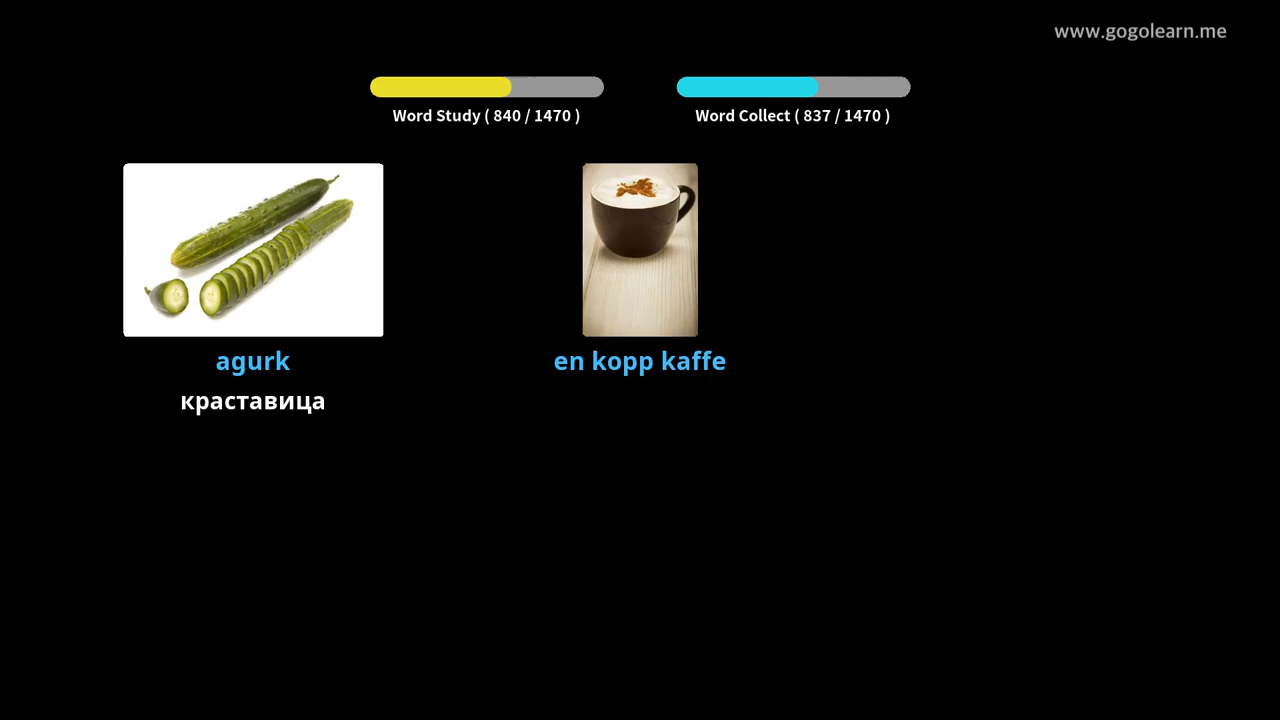 www.gogolearn.me
Word Study ( 840 / 1470 )
Word Collect ( 837 / 1470 )
agurk
en kopp kaffe
краставица